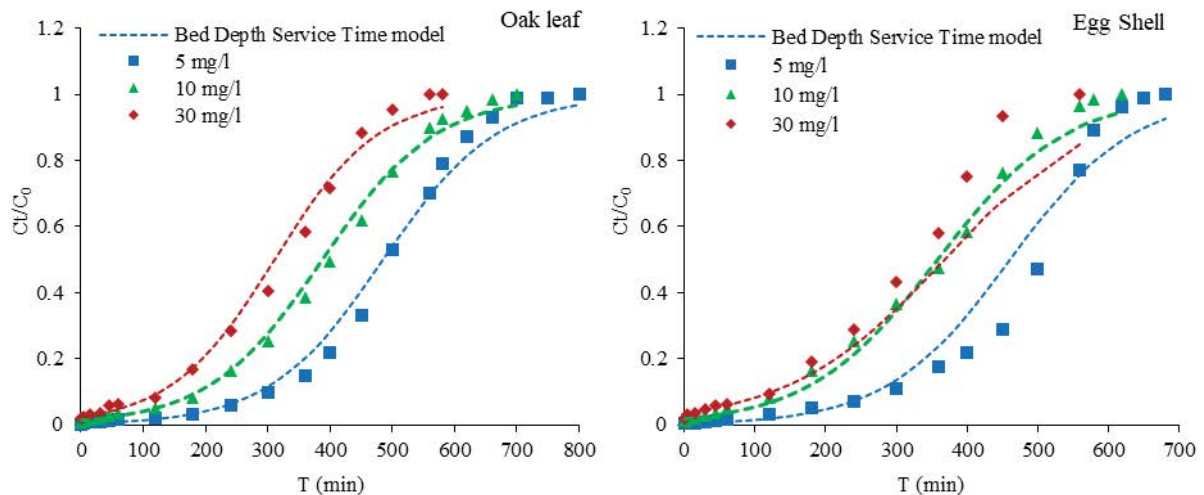 Oak leaf
Bed Depth Service Time model
5 mg/l
10 mg/l
30 mg/l
1.2
1
0.8
0.6
0.4
0.2
0
Ct/C₀
0 100 200 300 400 500 600 700 800
T (min)
Egg Shell
Bed Depth Service Time model
5 mg/l
10 mg/l
30 mg/l
1.2
1
0.8
0.6
0.4
0.2
0
Ct/C₀
0 100 200 300 400 500 600 700
T (min)